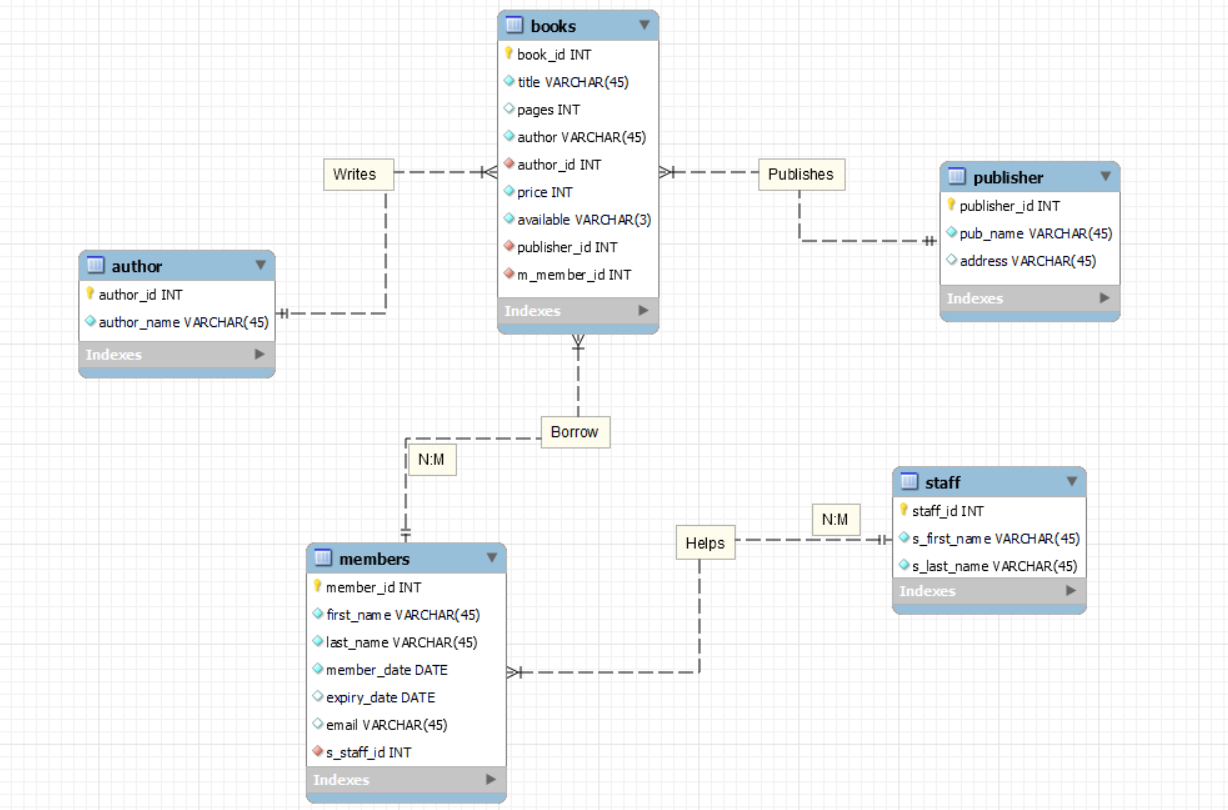 books
book_id INT
title VARCHAR(45)
pages INT
author VARCHAR(45)
author_id INT
price INT
available VARCHAR(3)
publisher_id INT
m_member_id INT
Indexes
Writes
Publishes
publisher
publisher_id INT
pub_name VARCHAR(45)
address VARCHAR(45)
Indexes
author
author_id INT
author_name VARCHAR(45)
Indexes
Borrow
N:M
members
member_id INT
first_name VARCHAR(45)
last_name VARCHAR(45)
member_date DATE
expiry_date DATE
email VARCHAR(45)
s_staff_id INT
Indexes
Helps
N:M
staff
staff_id INT
s_first_name VARCHAR(45)
s_last_name VARCHAR(45)
Indexes